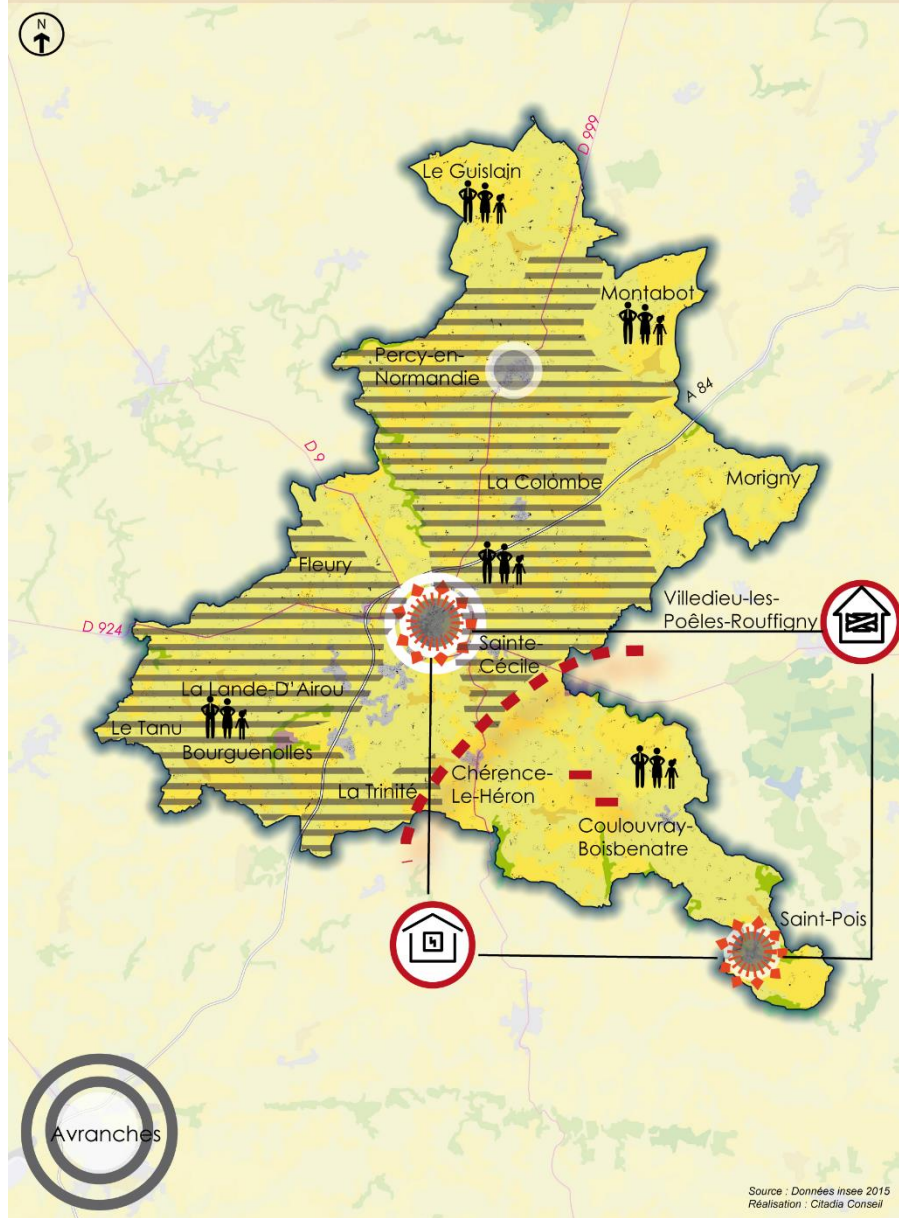 N
D 999
Le Guislain
Montabot
Percy-en-
Normandie
A 84
D 9
La Colombe
Morigny
Fleury
Villedieu-les-
Poêles-Rouffigny
D 924
Sainte-
Cécile
La Lande-D'Airou
Le Tanu
Bourguenolles
La Trinité
Chérence-
Le-Héron
Coulouvray-
Boisbenatre
Saint-Pois
Avranches
Source : Données insee 2015
Réalisation : Citadia Conseil